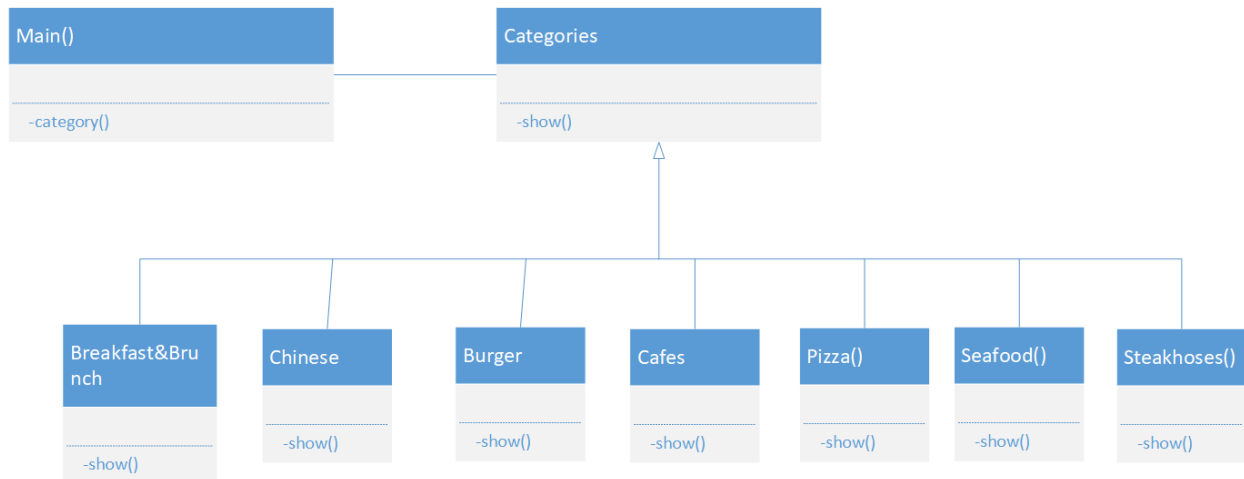 Main()
-category()
Categories
-show()
Breakfast&Bru
nch
-show()
Chinese
-show()
Burger
-show()
Cafes
-show()
Pizza()
-show()
Seafood()
-show()
Steakhoses()
-show()